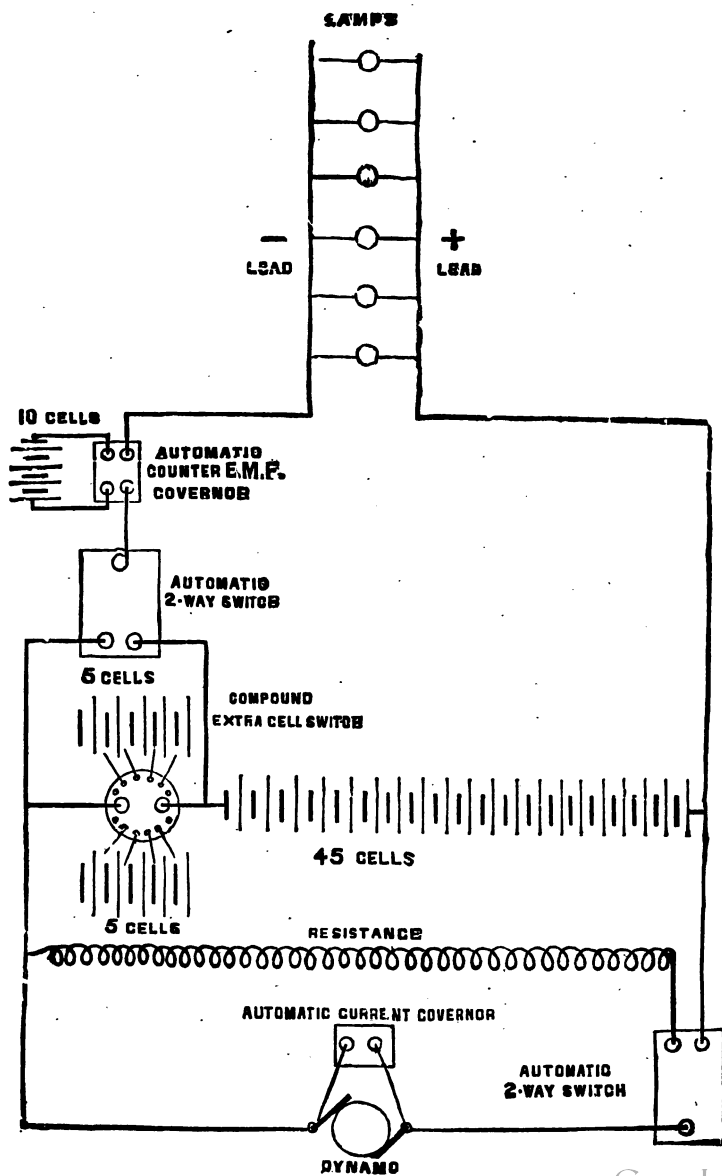 LAMPS
− +
LEAD LEAD
10 CELLS
AUTOMATIC
COUNTER E.M.F.
GOVERNOR
AUTOMATIC
2-WAY SWITCH
5 CELLS
COMPOUND
EXTRA CELL SWITCH
45 CELLS
5 CELLS
RESISTANCE
AUTOMATIC CURRENT GOVERNOR
AUTOMATIC
2-WAY SWITCH
DYNAMO